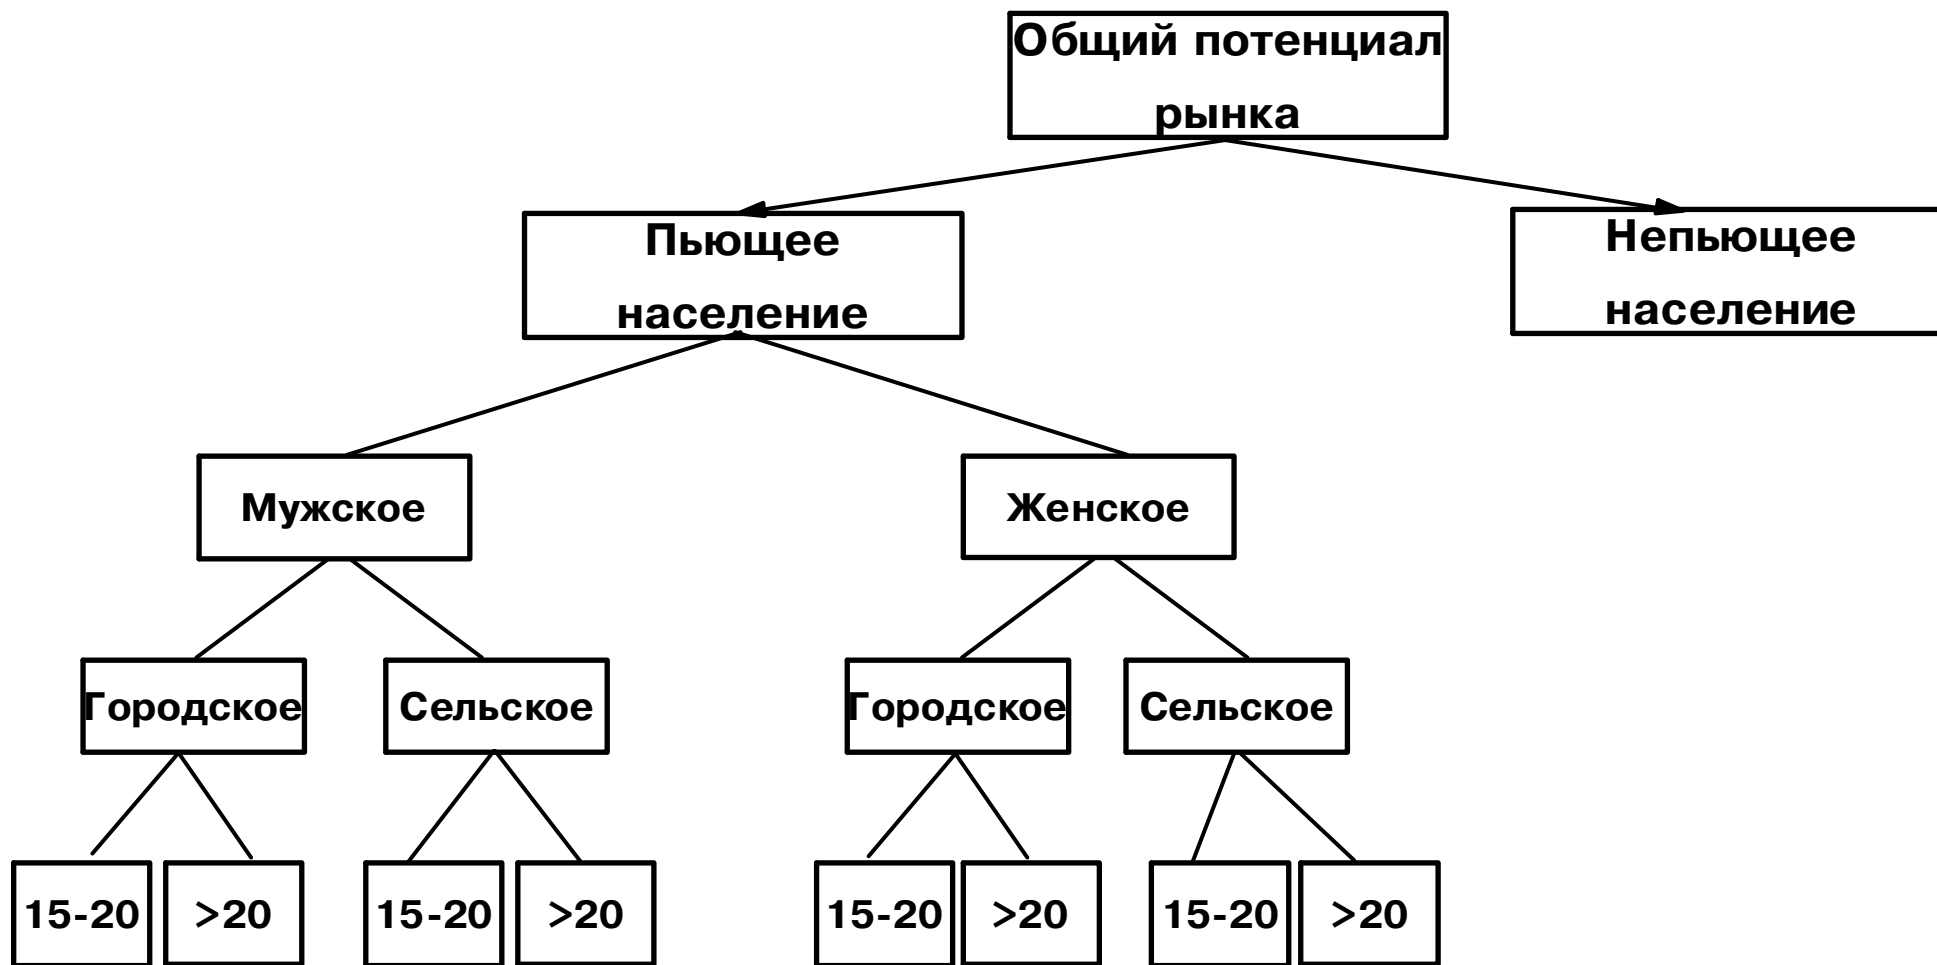 Общий потенциал
рынка
Пьющее
население
Непьющее
население
Мужское
Женское
Городское
Сельское
Городское
Сельское
15-20
>20
15-20
>20
15-20
>20
15-20
>20